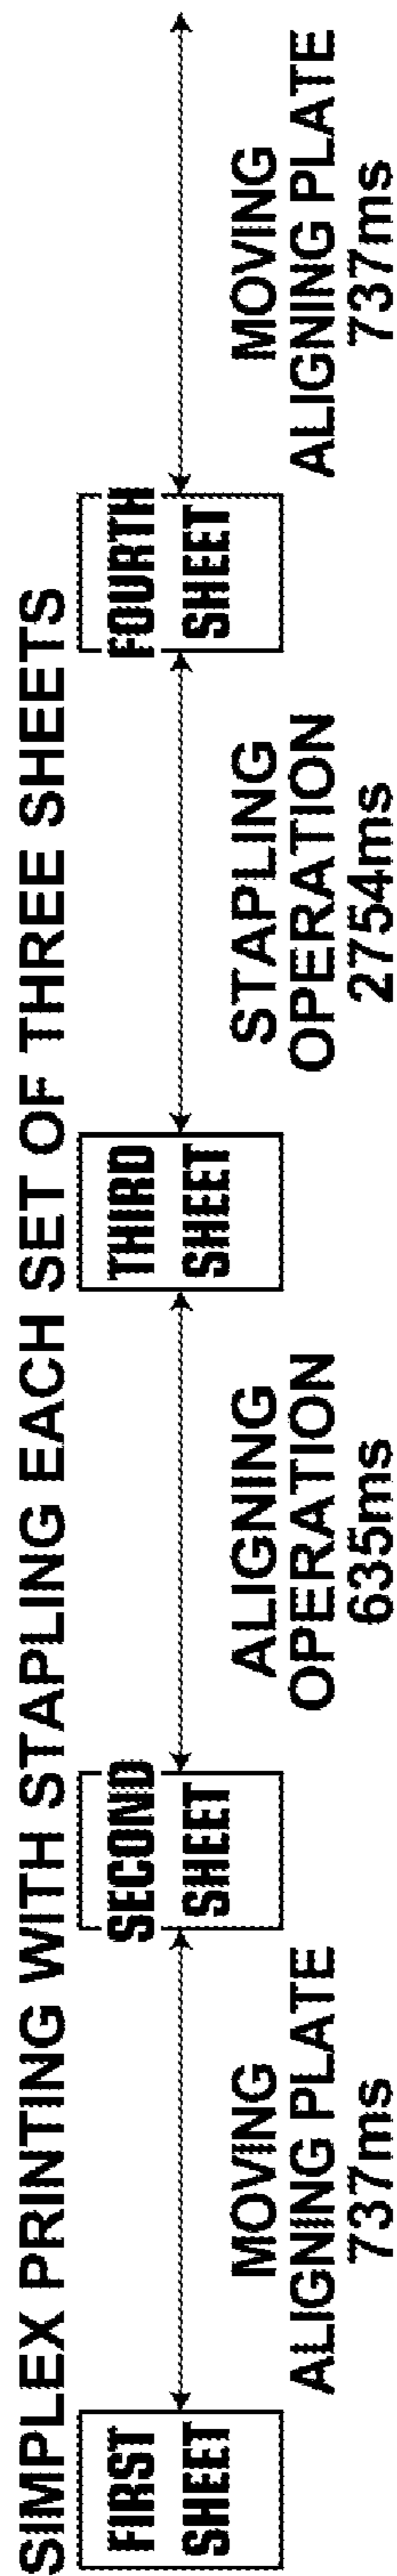 SIMPLEX PRINTING WITH STAPLING EACH SET OF THREE SHEETS
FIRST
SHEET
MOVING
ALIGNING PLATE
737ms
SECOND
SHEET
ALIGNING
OPERATION
635ms
THIRD
SHEET
STAPLING
OPERATION
2754ms
FOURTH
SHEET
MOVING
ALIGNING PLATE
737ms